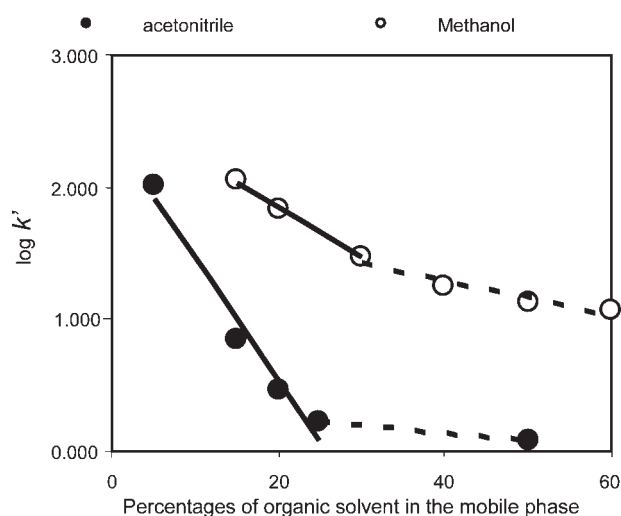 acetonitrile Methanol
3.000
2.000
1.000
0.000
log k'
0 20 40 60
Percentages of organic solvent in the mobile phase